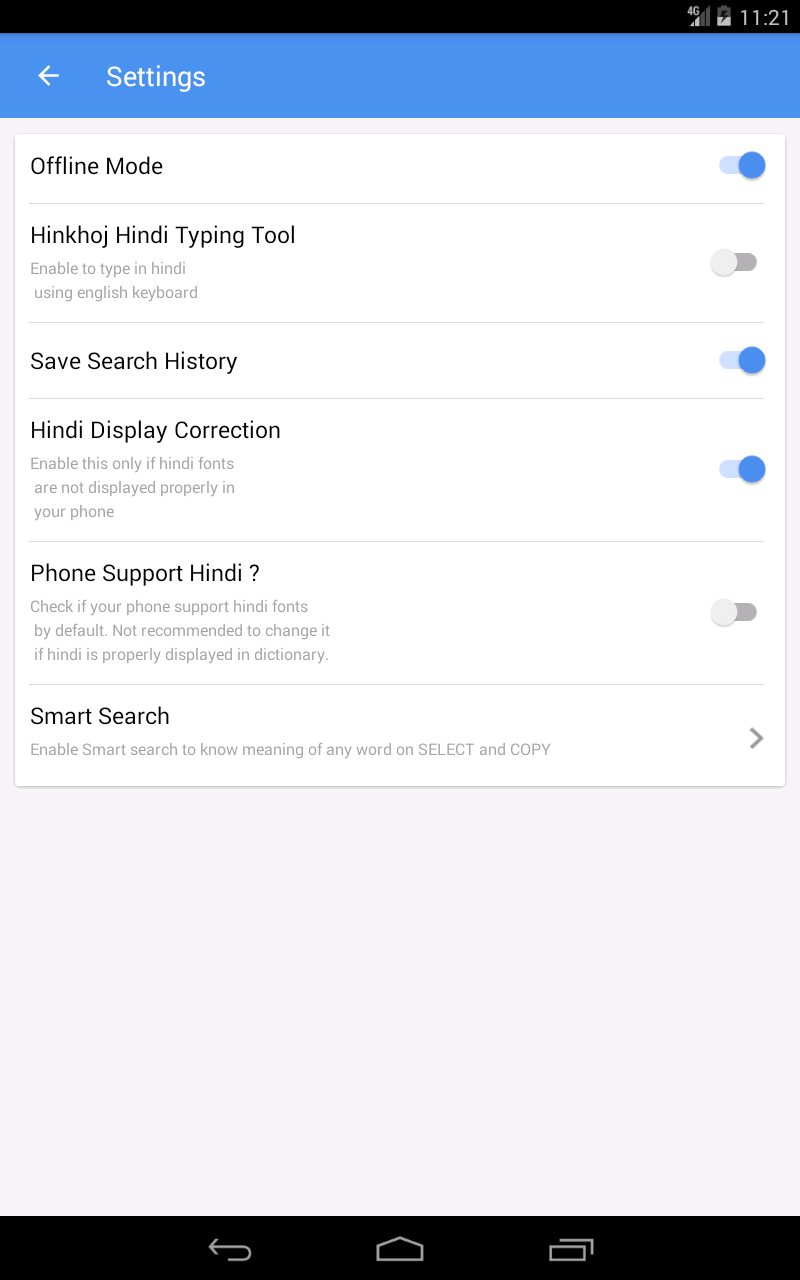 4G 11:21
Settings
Offline Mode
Hinkhoj Hindi Typing Tool
Enable to type in hindi
using english keyboard
Save Search History
Hindi Display Correction
Enable this only if hindi fonts
are not displayed properly in
your phone
Phone Support Hindi ?
Check if your phone support hindi fonts
by default. Not recommended to change it
if hindi is properly displayed in dictionary.
Smart Search
Enable Smart search to know meaning of any word on SELECT and COPY